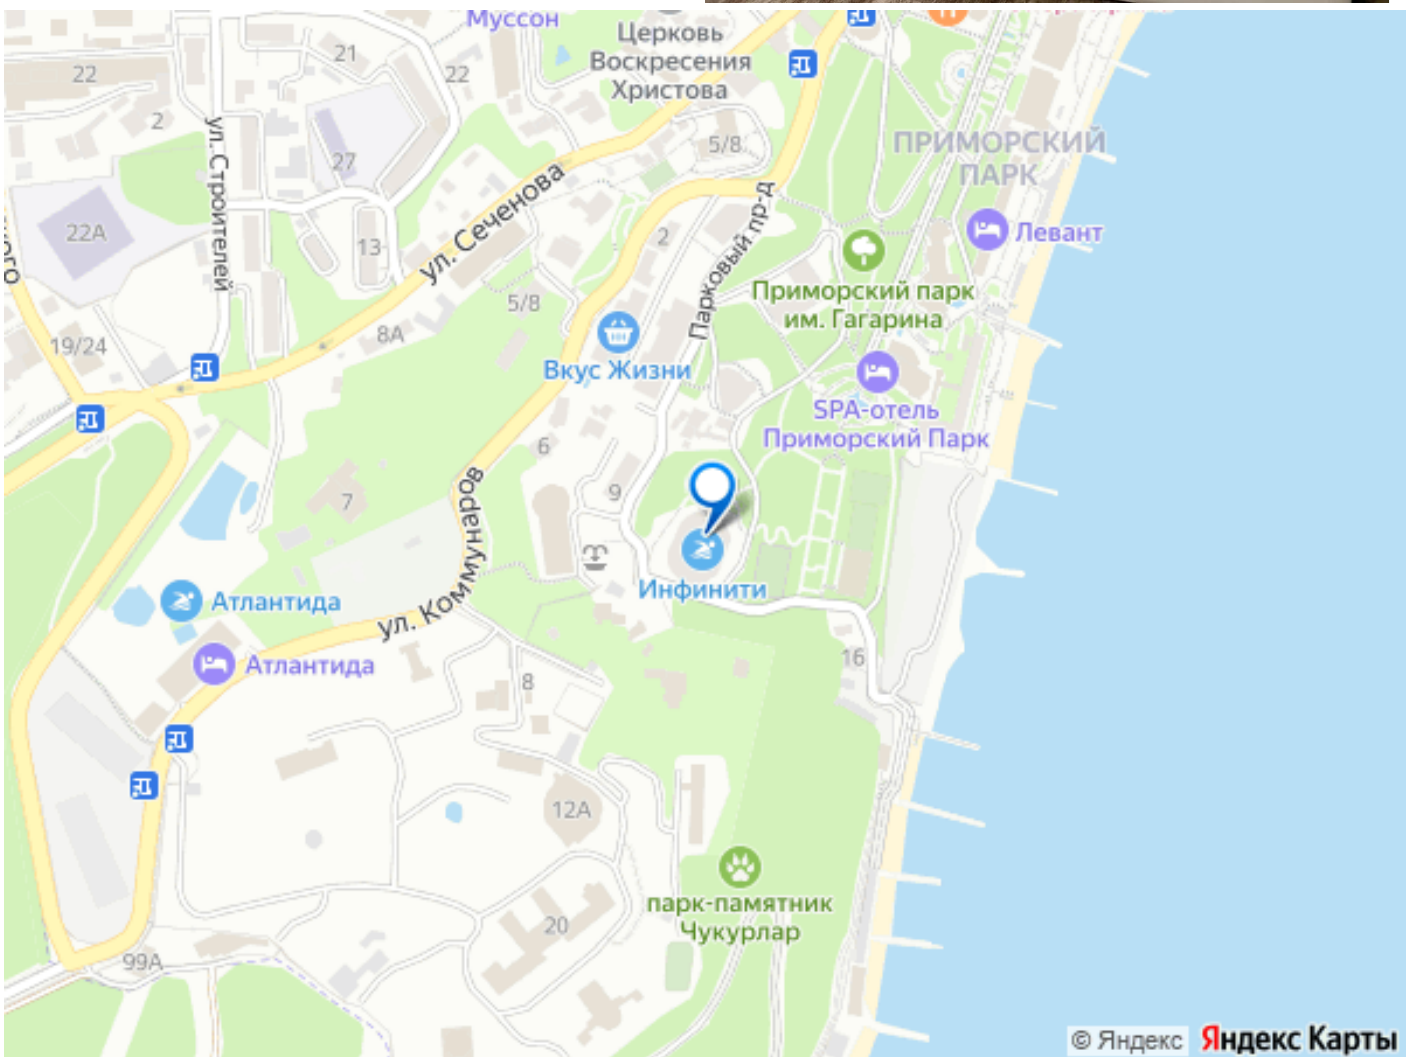 Муссон
Церковь
Воскресения
Христова
21
22
22
2
ул. Строителей
27
5/8
ПРИМОРСКИЙ
ПАРК
22А
13
ул. Сеченова
2
Парковый пр-д
Левант
Приморский парк
им. Гагарина
5/8
8А
19/24
Вкус Жизни
SPA-отель
Приморский Парк
6
7
9
ул. Коммунаров
Инфинити
Атлантида
Атлантида
8
16
12А
парк-памятник
Чукурлар
20
99А
© Яндекс Яндекс Карты